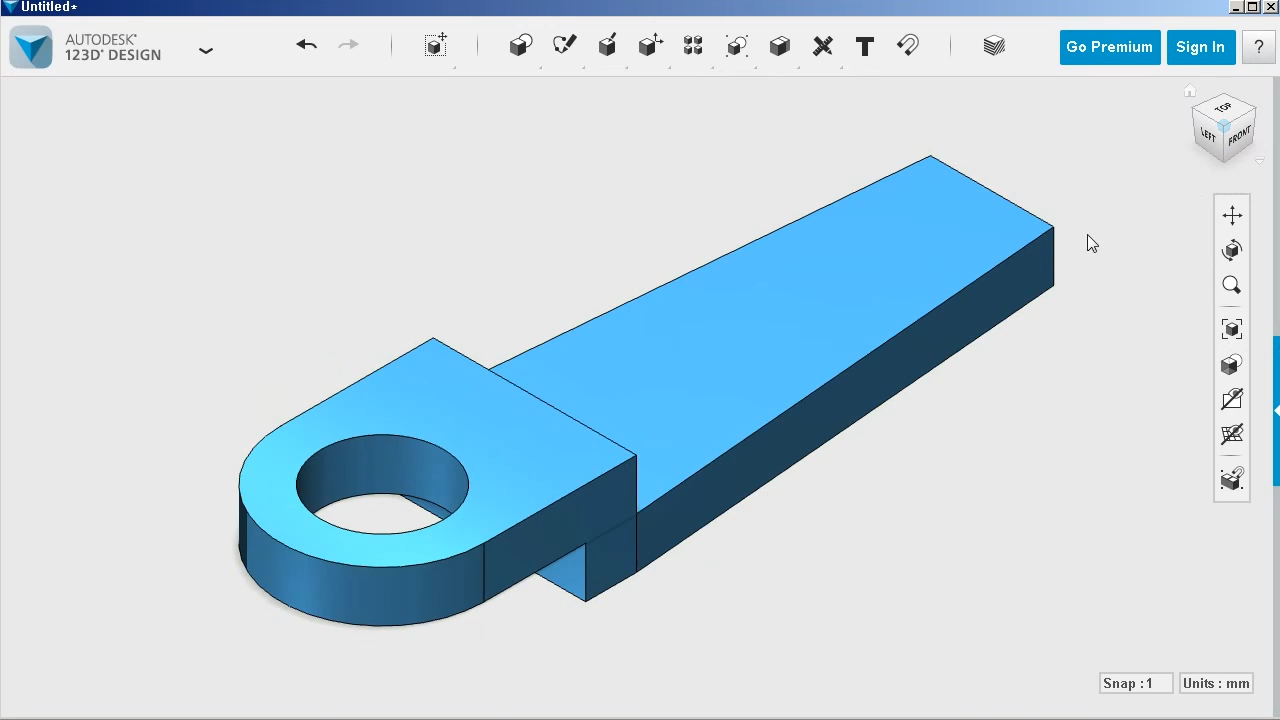 Untitled*
AUTODESK®
123D® DESIGN
T
Go Premium
Sign In
?
TOP
LEFT
FRONT
Snap : 1
Units : mm